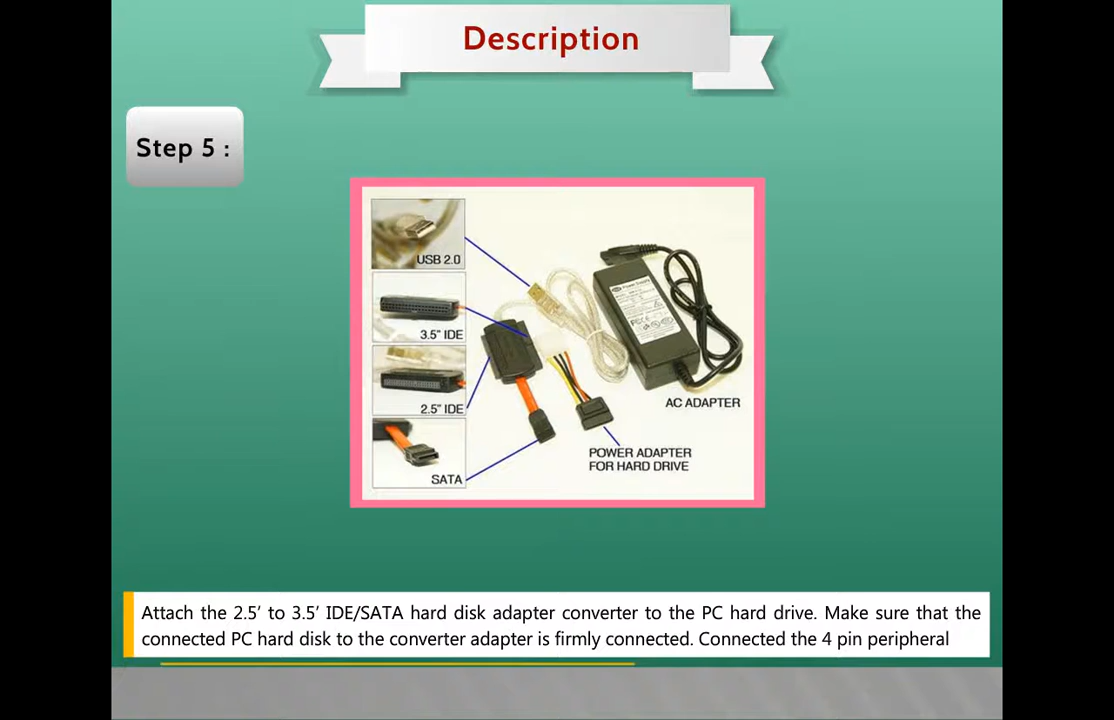 Description
Step 5 :
USB 2.0
3.5" IDE
2.5" IDE
SATA
AC ADAPTER
POWER ADAPTER
FOR HARD DRIVE
Attach the 2.5’ to 3.5’ IDE/SATA hard disk adapter converter to the PC hard drive. Make sure that the
connected PC hard disk to the converter adapter is firmly connected. Connected the 4 pin peripheral